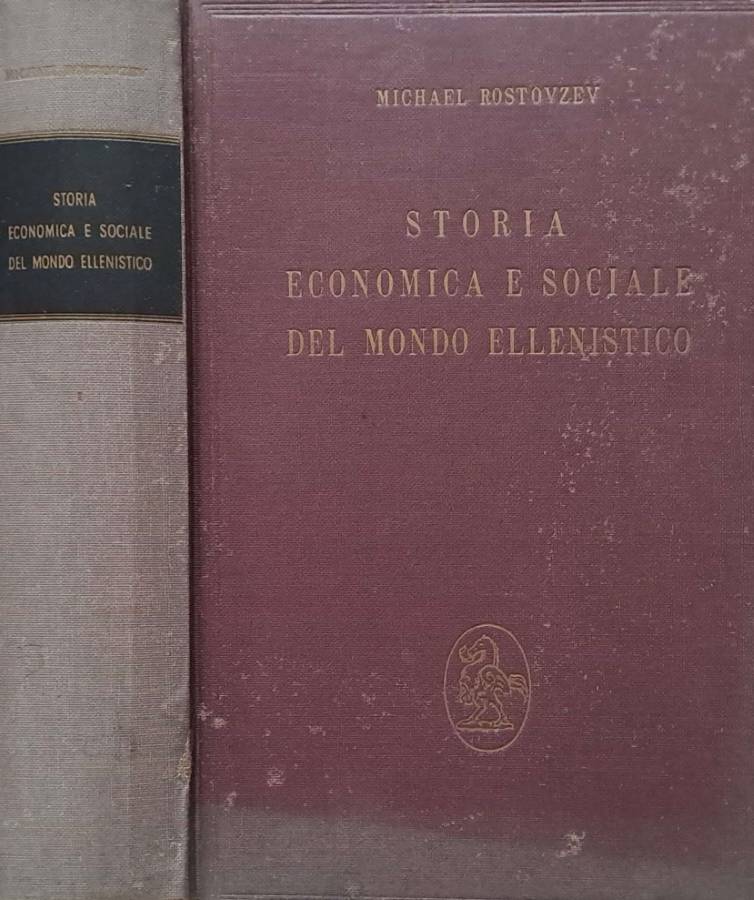 STORIA
ECONOMICA E SOCIALE
DEL MONDO ELLENISTICO
MICHAEL ROSTOVZEV
STORIA
ECONOMICA E SOCIALE
DEL MONDO ELLENISTICO